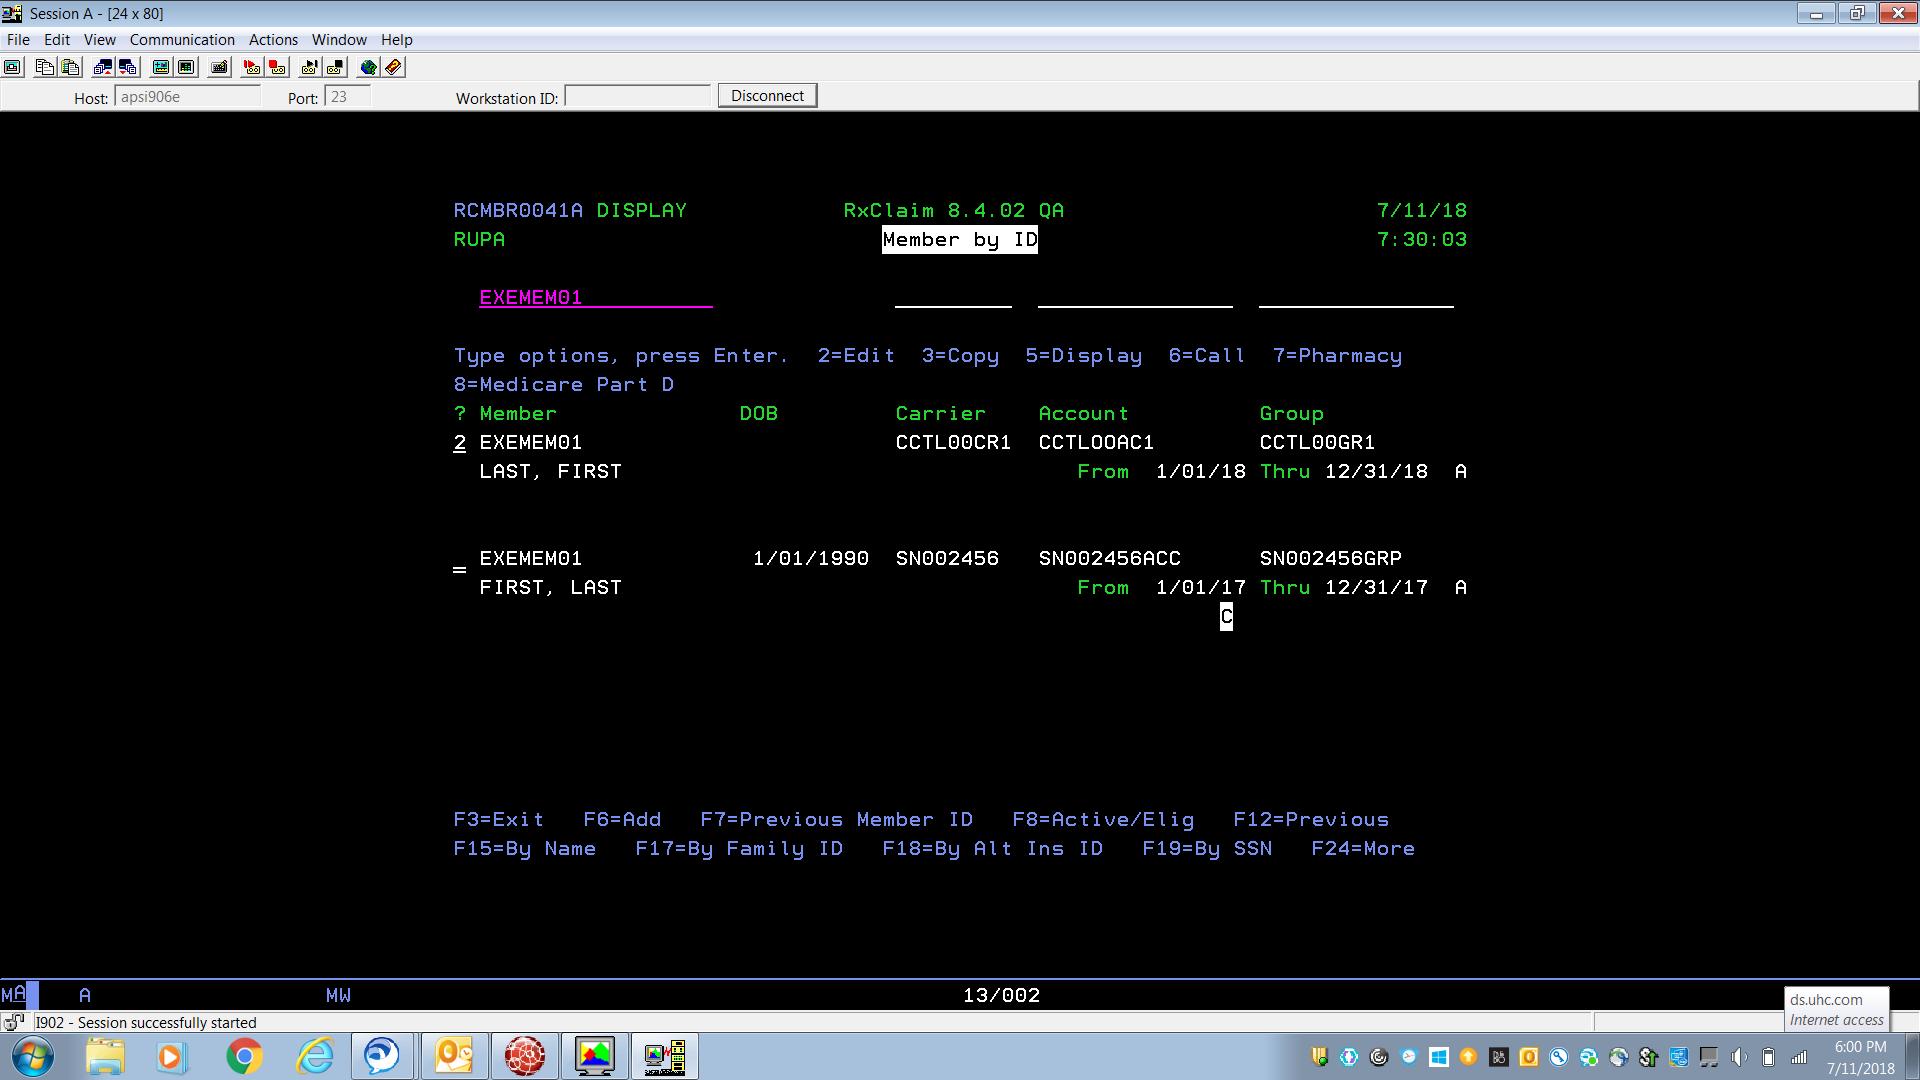 Session A - [24 x 80]
File Edit View Communication Actions Window Help
Host: apsi906e Port: 23 Workstation ID: Disconnect
RCMBR0041A DISPLAY RxClaim 8.4.02 QA 7/11/18
RUPA Member by ID 7:30:03
EXEMEM01
Type options, press Enter. 2=Edit 3=Copy 5=Display 6=Call 7=Pharmacy
8=Medicare Part D
? Member DOB Carrier Account Group
2 EXEMEM01 CCTL00CR1 CCTL00AC1 CCTL00GR1
LAST, FIRST From 1/01/18 Thru 12/31/18 A
EXEMEM01 1/01/1990 SN002456 SN002456ACC SN002456GRP
FIRST, LAST From 1/01/17 Thru 12/31/17 A
C
F3=Exit F6=Add F7=Previous Member ID F8=Active/Elig F12=Previous
F15=By Name F17=By Family ID F18=By Alt Ins ID F19=By SSN F24=More
MA A MW 13/002
ds.uhc.com
Internet access
I902 - Session successfully started
6:00 PM
7/11/2018